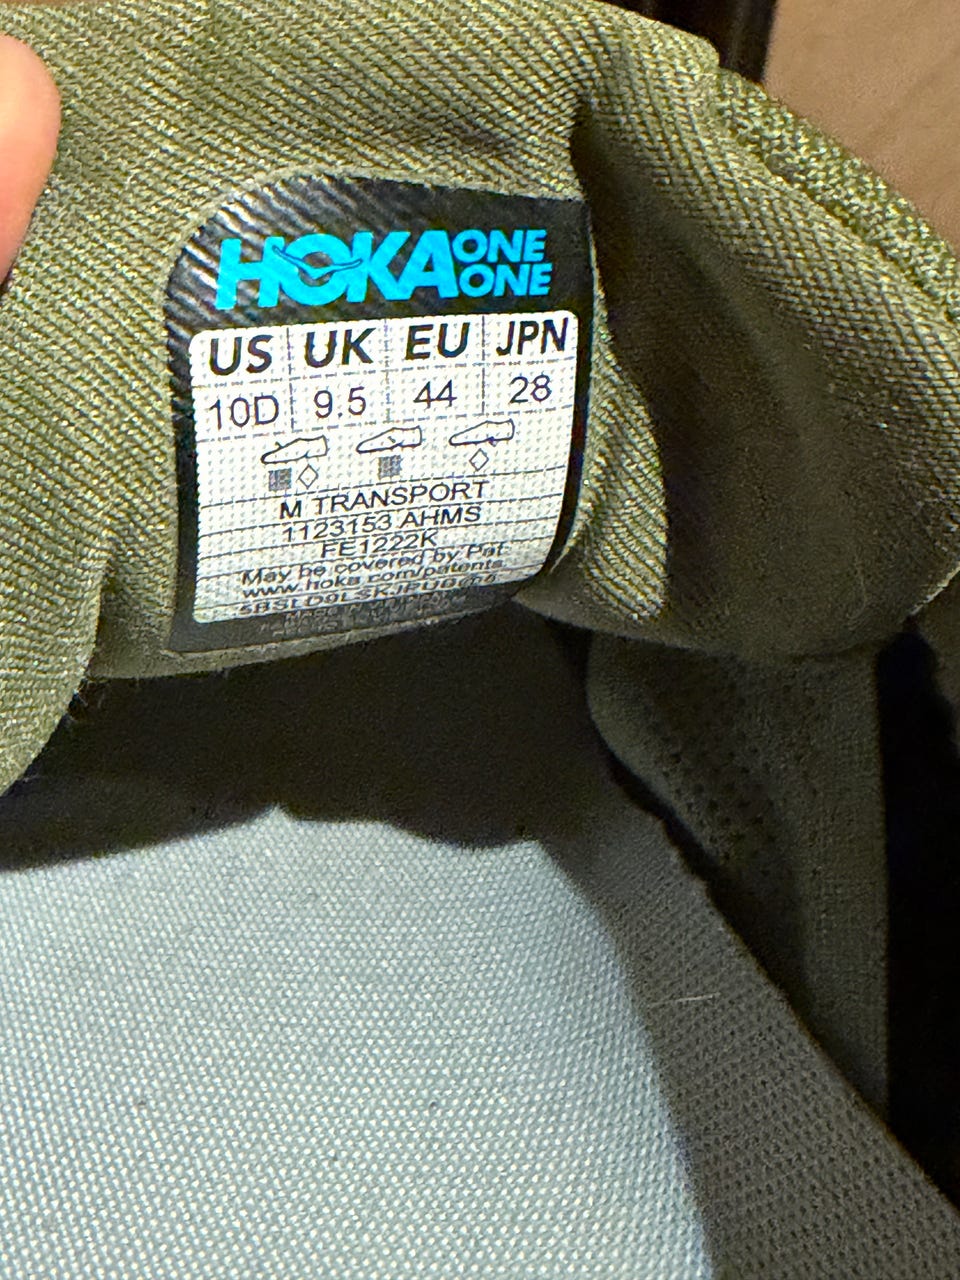 HOKA ONE ONE
US UK EU JPN
10D 9.5 44 28
M TRANSPORT
1123153 AHMS
FE1222K
May be covered by Pat.
www.hoka.com/patents